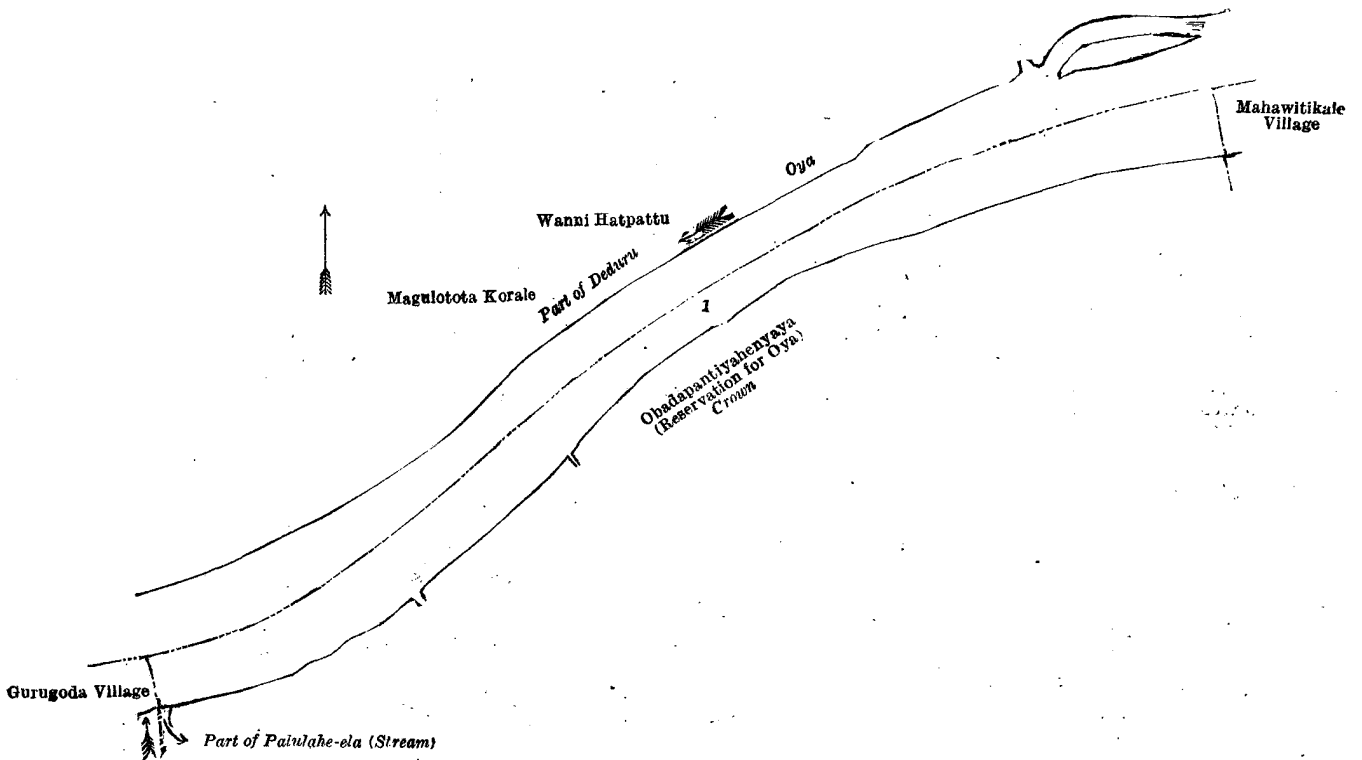 Mahawitikale
Village
Oya
Wanni Hatpattu
Magulotota Korale
Part of Deduru
1
Obadapantiyahenyaya
(Reservation for Oya)
Crown
Gurugoda Village
Part of Palulahe-ela (Stream)